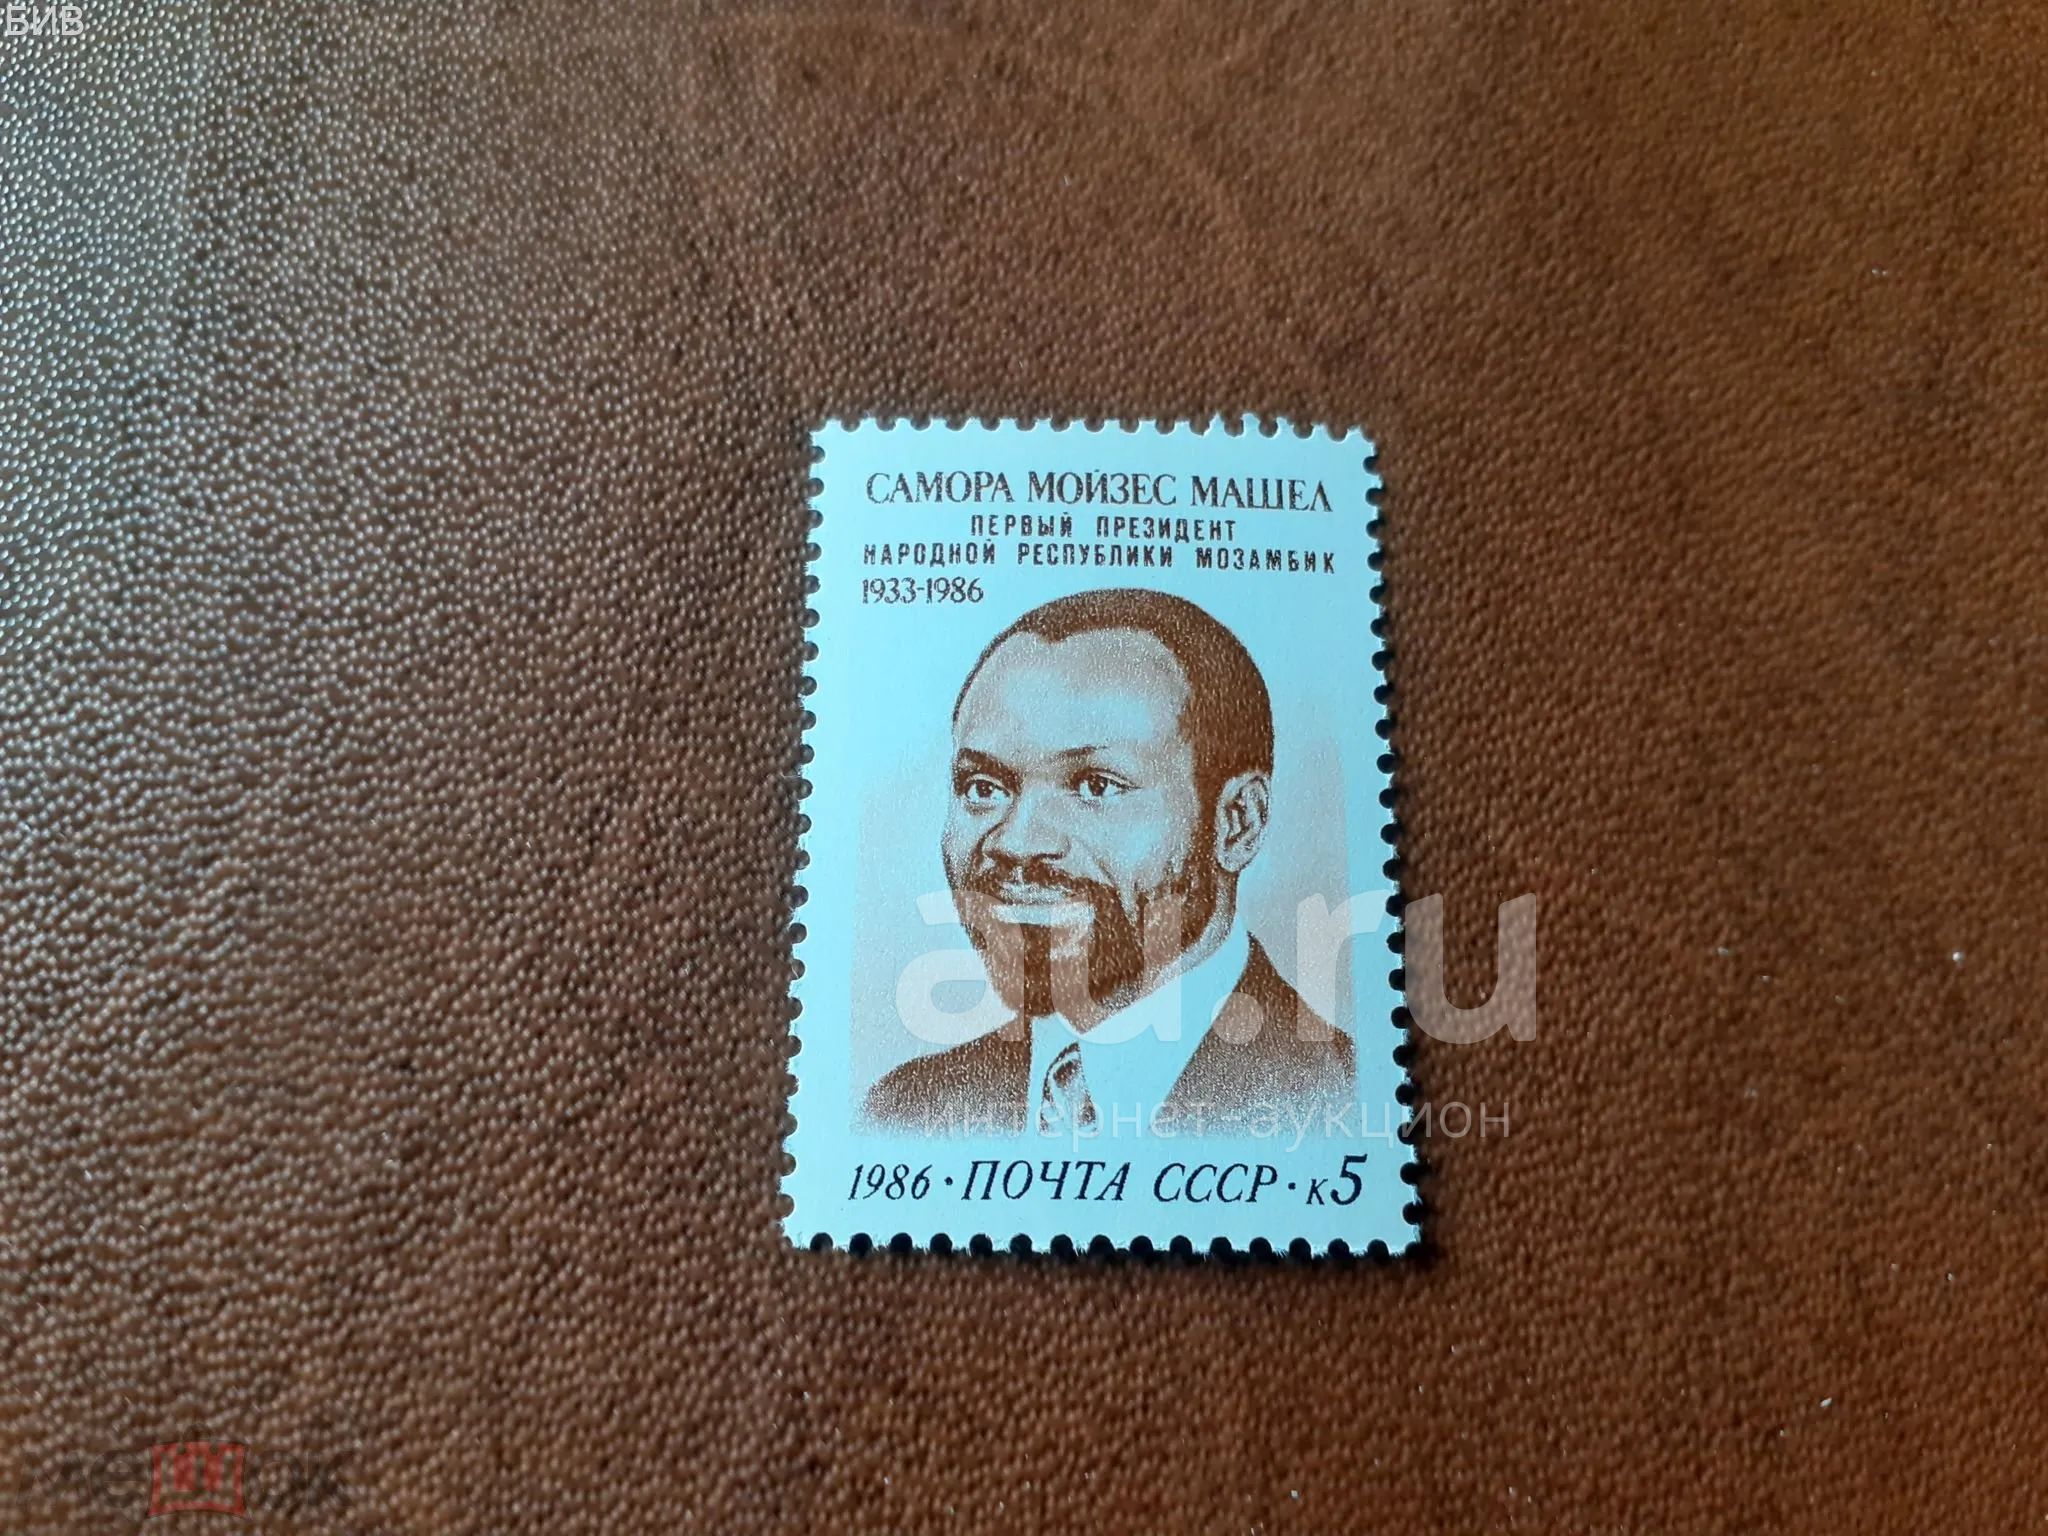 БИВ
САМОРА МОЙЗЕС МАШЕЛ
ПЕРВЫЙ ПРЕЗИДЕНТ
НАРОДНОЙ РЕСПУБЛИКИ МОЗАМБИК
1933-1986
au.ru
интернет-аукцион
1986·ПОЧТА СССР·к5
мешок